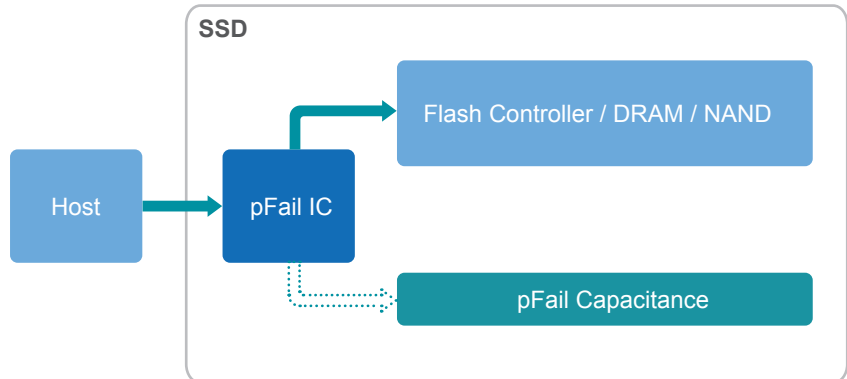 SSD
Flash Controller / DRAM / NAND
Host
pFail IC
pFail Capacitance